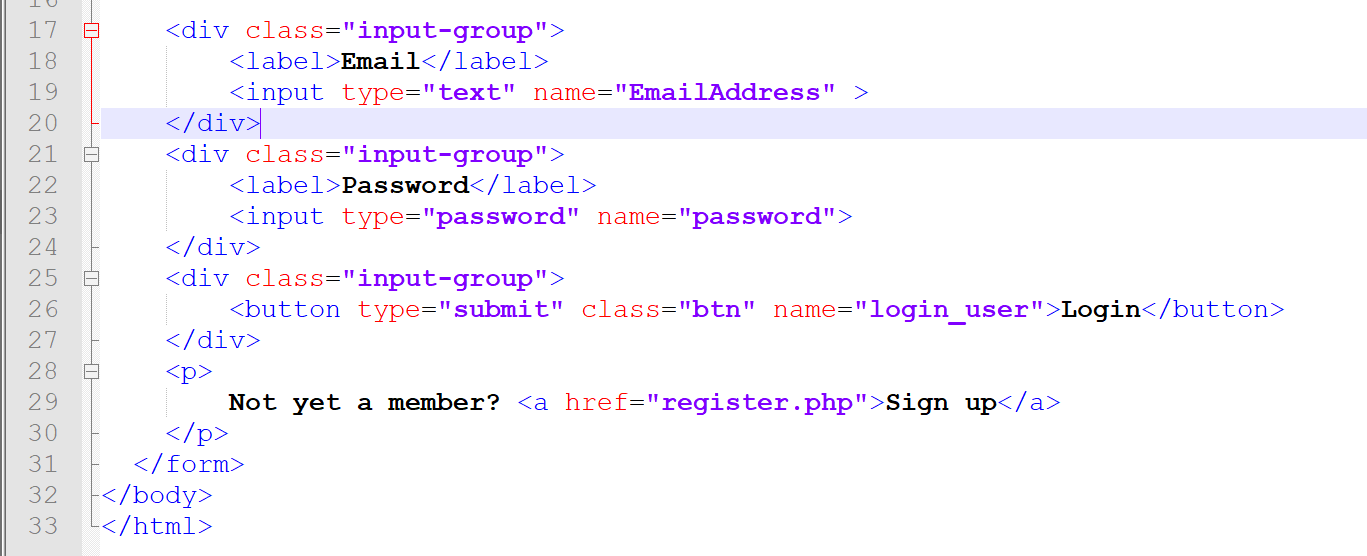 16
17 <div class="input-group">
18 <label>Email</label>
19 <input type="text" name="EmailAddress" >
20 </div>
21 <div class="input-group">
22 <label>Password</label>
23 <input type="password" name="password">
24 </div>
25 <div class="input-group">
26 <button type="submit" class="btn" name="login_user">Login</button>
27 </div>
28 <p>
29 Not yet a member? <a href="register.php">Sign up</a>
30 </p>
31 </form>
32 </body>
33 </html>